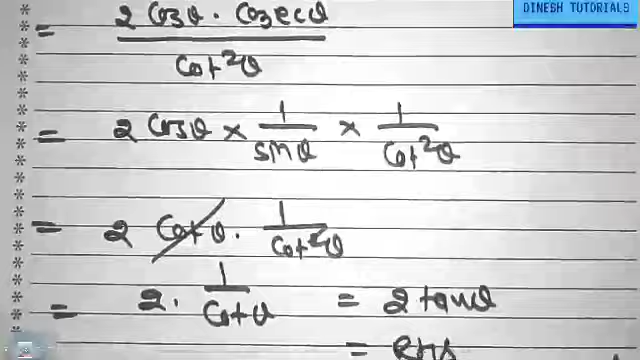 DINESH TUTORIALS
= 2 cosθ · cosecθ / cot²θ
= 2 cosθ × 1/sinθ × 1/cot²θ
= 2 cotθ · 1/cot²θ
= 2 · 1/cotθ = 2 tanθ
= RHS